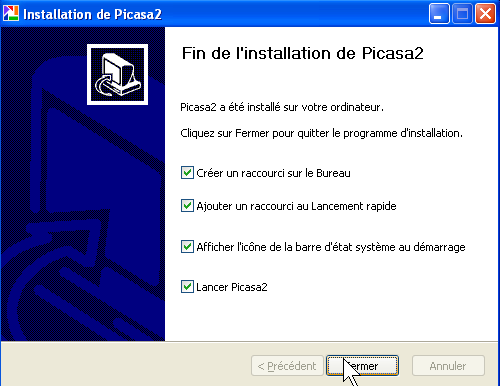 Installation de Picasa2
Fin de l'installation de Picasa2
Picasa2 a été installé sur votre ordinateur.
Cliquez sur Fermer pour quitter le programme d'installation.
Créer un raccourci sur le Bureau
Ajouter un raccourci au Lancement rapide
Afficher l'icône de la barre d'état système au démarrage
Lancer Picasa2
< Précédent
Fermer
Annuler